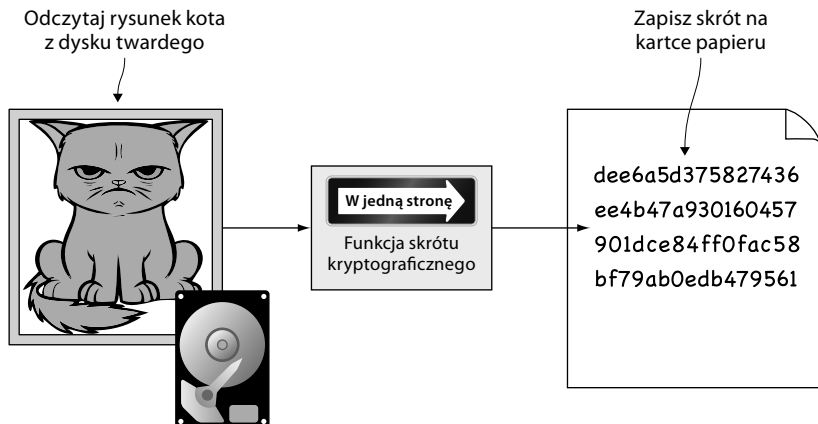 Odczytaj rysunek kota
z dysku twardego
Zapisz skrót na
kartce papieru
W jedną stronę
Funkcja skrótu
kryptograficznego
dee6a5d375827436
ee4b47a930160457
901dce84ff0fac58
bf79ab0edb479561